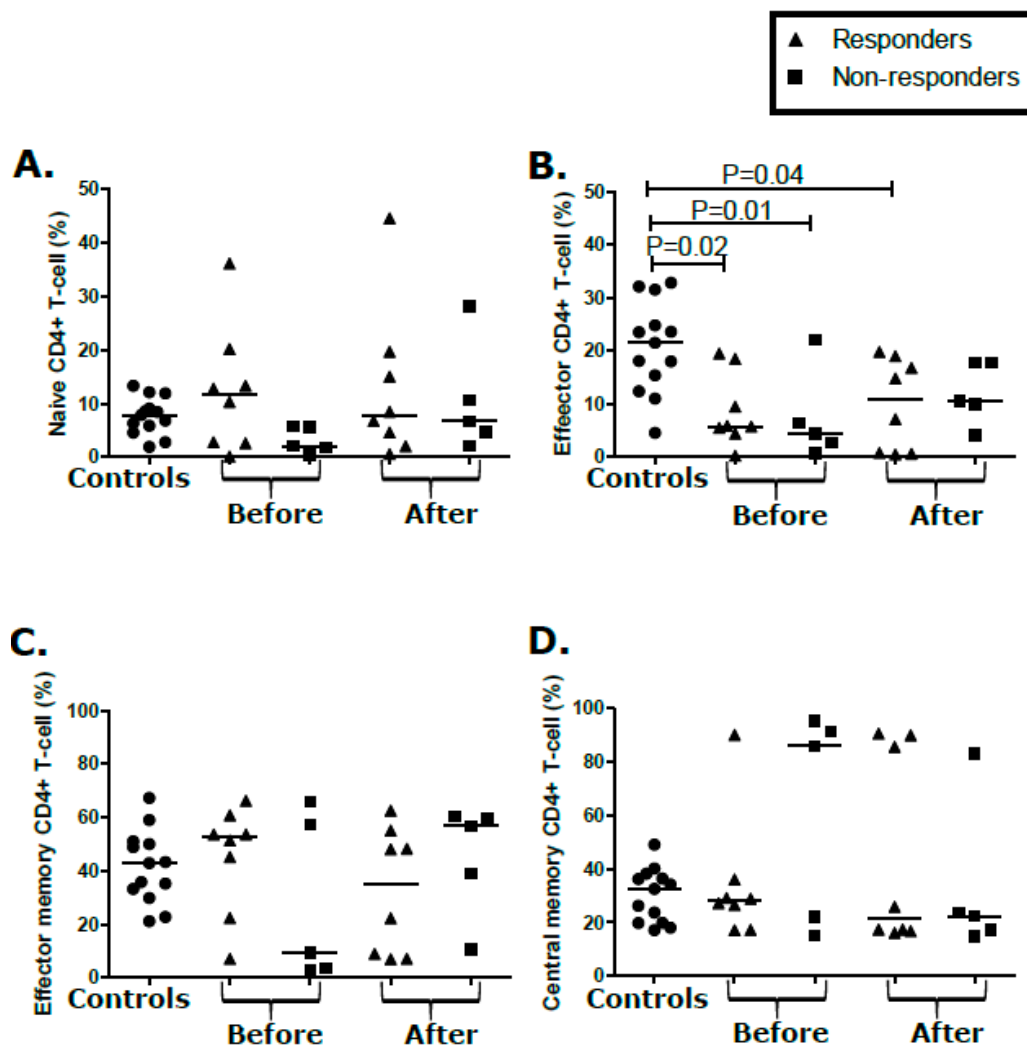 Responders
Non-responders
A.
Naive CD4+ T-cell (%)
50
40
30
20
10
0
Controls
Before
After
B.
Effeector CD4+ T-cell (%)
50
40
30
20
10
0
P=0.04
P=0.01
P=0.02
Controls
Before
After
C.
Effector memory CD4+ T-cell (%)
100
80
60
40
20
0
Controls
Before
After
D.
Central memory CD4+ T-cell (%)
100
80
60
40
20
0
Controls
Before
After